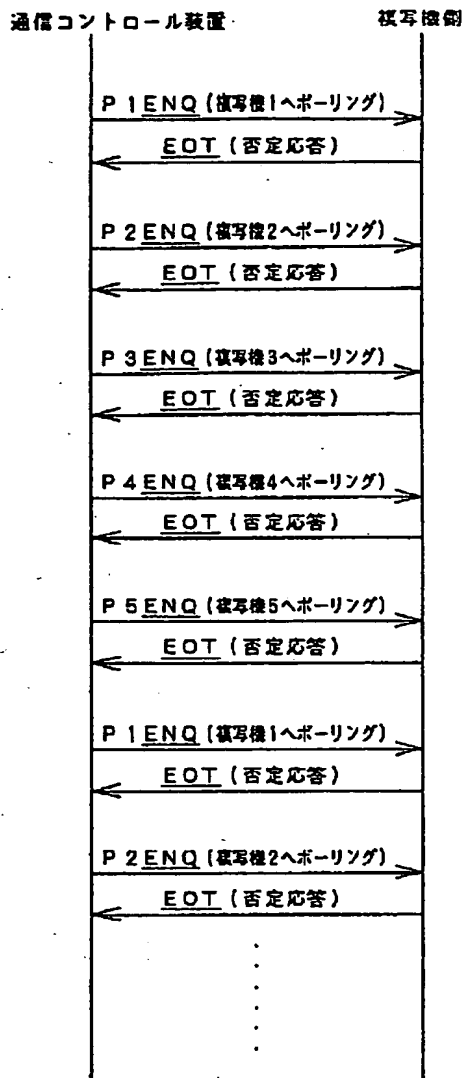 通信コントロール装置 複写機側
P1ENQ(複写機1へポーリング)
EOT(否定応答)
P2ENQ(複写機2へポーリング)
EOT(否定応答)
P3ENQ(複写機3へポーリング)
EOT(否定応答)
P4ENQ(複写機4へポーリング)
EOT(否定応答)
P5ENQ(複写機5へポーリング)
EOT(否定応答)
P1ENQ(複写機1へポーリング)
EOT(否定応答)
P2ENQ(複写機2へポーリング)
EOT(否定応答)